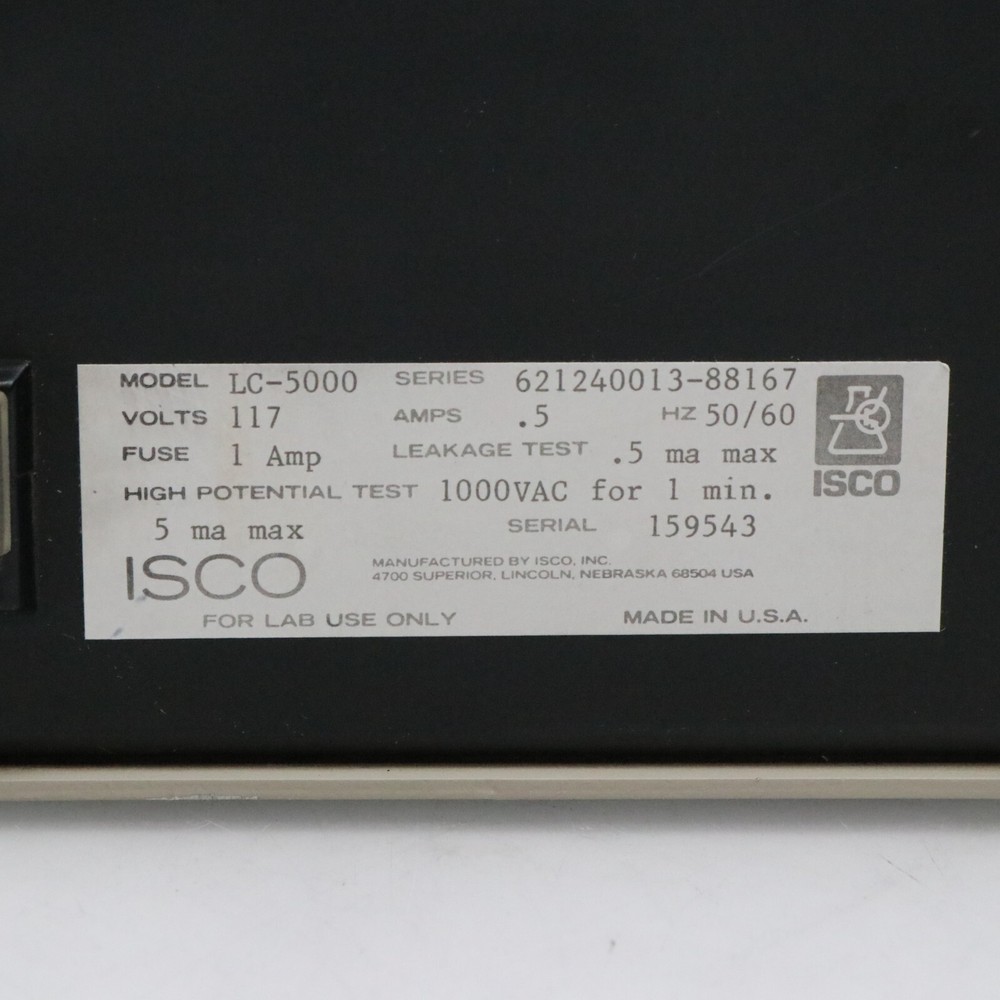 MODEL LC-5000 SERIES 621240013-88167
VOLTS 117 AMPS .5 HZ 50/60
FUSE 1 Amp LEAKAGE TEST .5 ma max
ISCO
HIGH POTENTIAL TEST 1000VAC for 1 min.
5 ma max SERIAL 159543
ISCO
MANUFACTURED BY ISCO, INC.
4700 SUPERIOR, LINCOLN, NEBRASKA 68504 USA
FOR LAB USE ONLY MADE IN U.S.A.